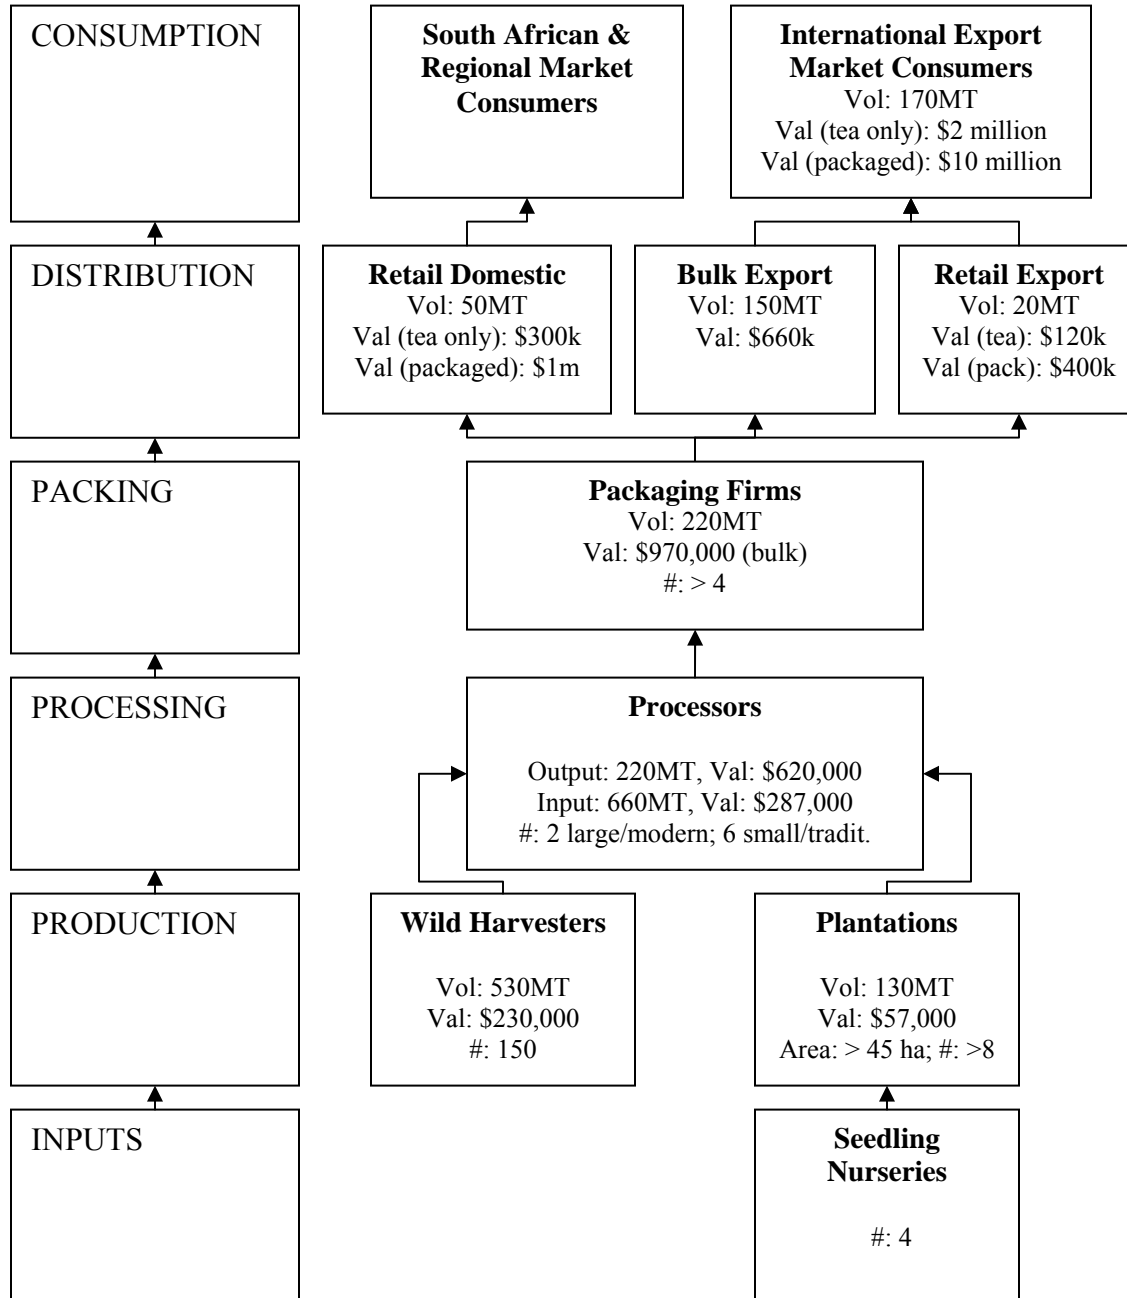 CONSUMPTION
South African &
Regional Market
Consumers
International Export
Market Consumers
Vol: 170MT
Val (tea only): $2 million
Val (packaged): $10 million
DISTRIBUTION
Retail Domestic
Vol: 50MT
Val (tea only): $300k
Val (packaged): $1m
Bulk Export
Vol: 150MT
Val: $660k
Retail Export
Vol: 20MT
Val (tea): $120k
Val (pack): $400k
PACKING
Packaging Firms
Vol: 220MT
Val: $970,000 (bulk)
#: > 4
PROCESSING
Processors
Output: 220MT, Val: $620,000
Input: 660MT, Val: $287,000
#: 2 large/modern; 6 small/tradit.
PRODUCTION
Wild Harvesters
Vol: 530MT
Val: $230,000
#: 150
Plantations
Vol: 130MT
Val: $57,000
Area: > 45 ha; #: >8
INPUTS
Seedling
Nurseries
#: 4